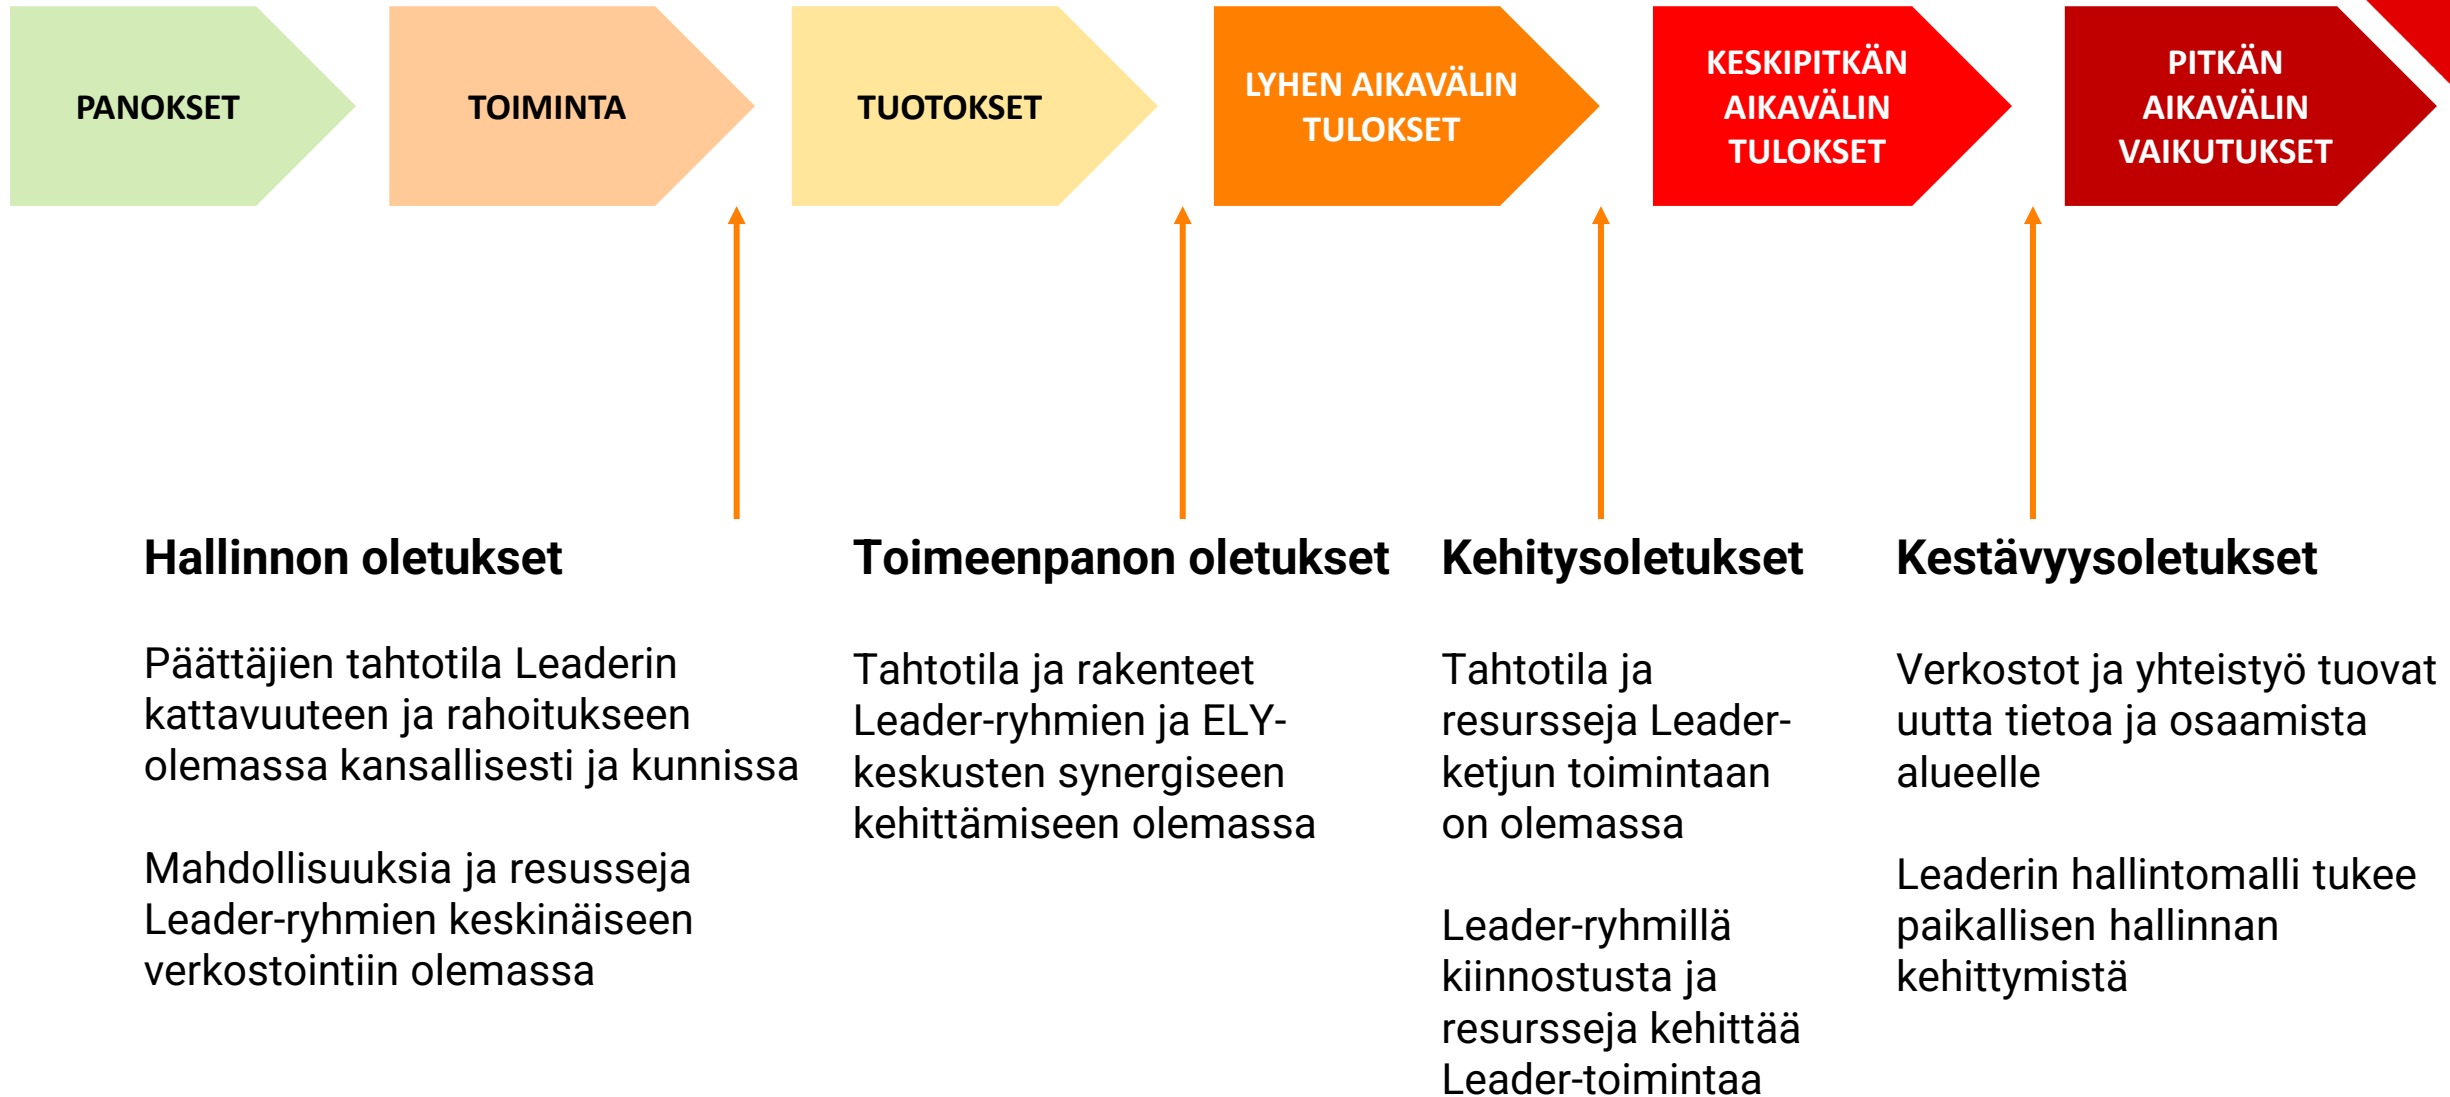 PANOKSET
TOIMINTA
TUOTOKSET
LYHEN AIKAVÄLIN
TULOKSET
KESKIPITKÄN
AIKAVÄLIN
TULOKSET
PITKÄN
AIKAVÄLIN
VAIKUTUKSET
Hallinnon oletukset
Päättäjien tahtotila Leaderin
kattavuuteen ja rahoitukseen
olemassa kansallisesti ja kunnissa
Mahdollisuuksia ja resusseja
Leader-ryhmien keskinäiseen
verkostointiin olemassa
Toimeenpanon oletukset
Tahtotila ja rakenteet
Leader-ryhmien ja ELY-
keskusten synergiseen
kehittämiseen olemassa
Kehitysoletukset
Tahtotila ja
resursseja Leader-
ketjun toimintaan
on olemassa
Leader-ryhmillä
kiinnostusta ja
resursseja kehittää
Leader-toimintaa
Kestävyysoletukset
Verkostot ja yhteistyö tuovat
uutta tietoa ja osaamista
alueelle
Leaderin hallintomalli tukee
paikallisen hallinnan
kehittymistä